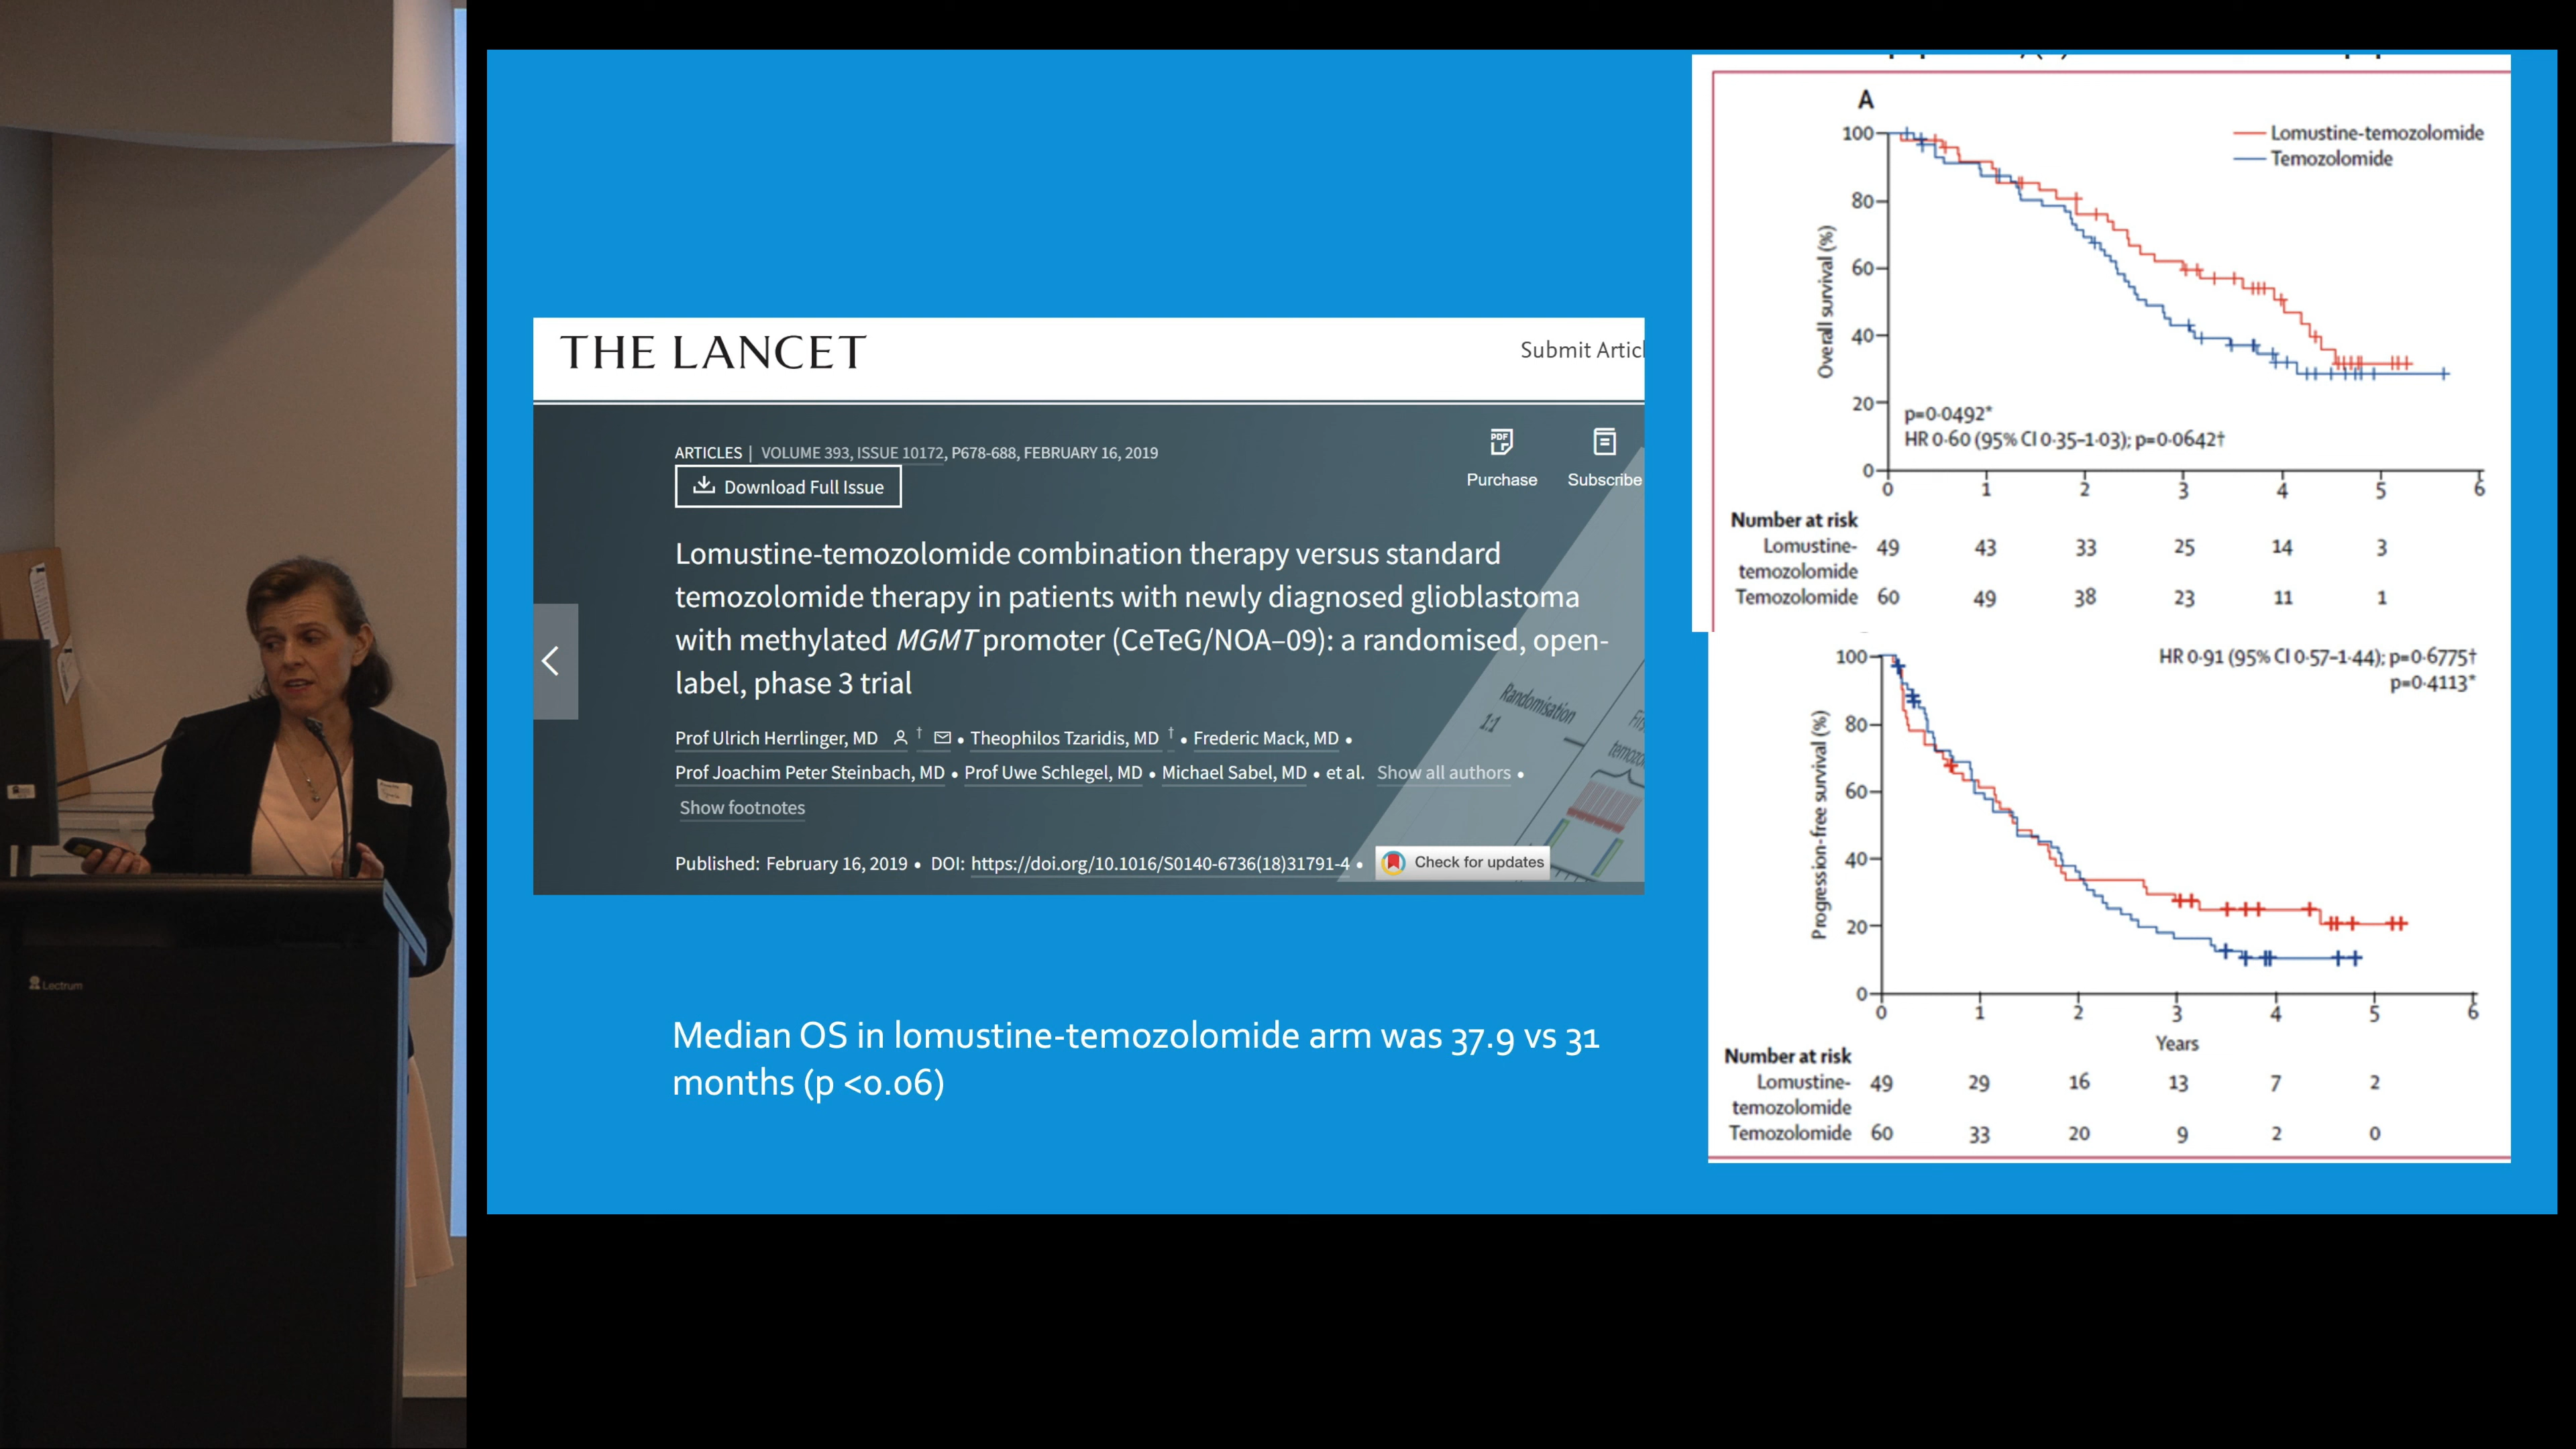 THE LANCET
Submit Articl
ARTICLES | VOLUME 393, ISSUE 10172, P678-688, FEBRUARY 16, 2019
Download Full Issue
PDF
Purchase
Subscribe
Lomustine-temozolomide combination therapy versus standard
temozolomide therapy in patients with newly diagnosed glioblastoma
with methylated MGMT promoter (CeTeG/NOA–09): a randomised, open-
label, phase 3 trial
Prof Ulrich Herrlinger, MD † • Theophilos Tzaridis, MD † • Frederic Mack, MD •
Prof Joachim Peter Steinbach, MD • Prof Uwe Schlegel, MD • Michael Sabel, MD • et al. Show all authors •
Show footnotes
Published: February 16, 2019 • DOI: https://doi.org/10.1016/S0140-6736(18)31791-4 •
Check for updates
Randomisation
1:1
Median OS in lomustine-temozolomide arm was 37.9 vs 31
months (p <0.06)
A
Lomustine-temozolomide
Temozolomide
Overall survival (%)
100
80
60
40
20
0
p=0·0492*
HR 0·60 (95% CI 0·35–1·03); p=0·0642†
0 1 2 3 4 5 6
Number at risk
Lomustine- 49 43 33 25 14 3
temozolomide
Temozolomide 60 49 38 23 11 1
HR 0·91 (95% CI 0·57–1·44); p=0·6775†
p=0·4113*
Progression-free survival (%)
100
80
60
40
20
0
0 1 2 3 4 5 6
Years
Number at risk
Lomustine- 49 29 16 13 7 2
temozolomide
Temozolomide 60 33 20 9 2 0
Lectrum